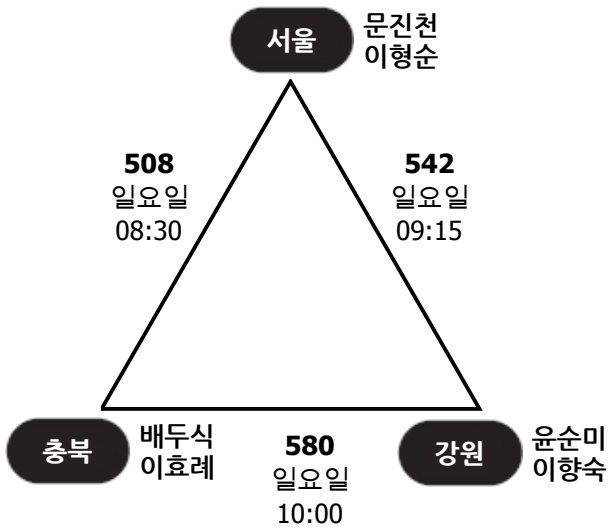 서울
문진천
이형순
508
일요일
08:30
542
일요일
09:15
충북
배두식
이효례
580
일요일
10:00
강원
윤순미
이향숙